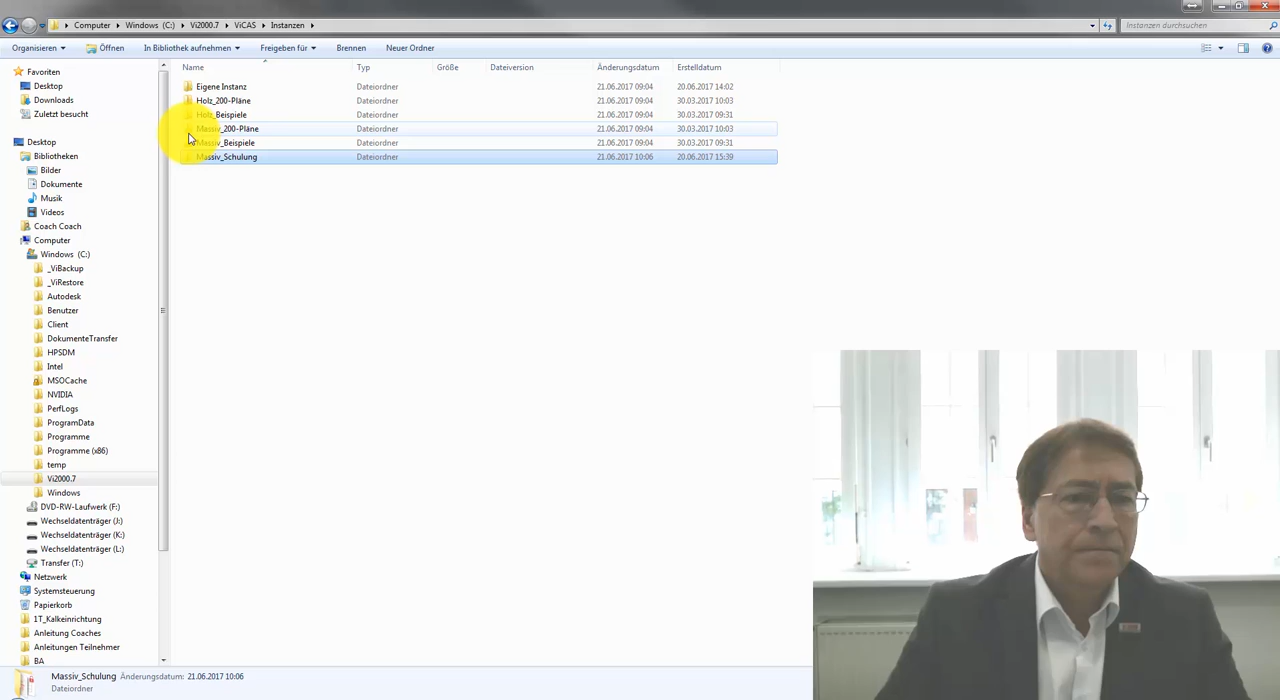 Computer Windows (C:) Vi2000.7 ViCAS Instanzen
Instanzen durchsuchen
Organisieren Öffnen In Bibliothek aufnehmen Freigeben für Brennen Neuer Ordner
Name Typ Größe Dateiversion Änderungsdatum Erstelldatum
Eigene Instanz Dateiordner 21.06.2017 09:04 20.06.2017 14:02
Holz_200-Pläne Dateiordner 21.06.2017 09:04 30.03.2017 10:03
Holz_Beispiele Dateiordner 21.06.2017 09:04 30.03.2017 09:31
Massiv_200-Pläne Dateiordner 21.06.2017 09:04 30.03.2017 10:03
Massiv_Beispiele Dateiordner 21.06.2017 09:04 30.03.2017 09:31
Massiv_Schulung Dateiordner 21.06.2017 10:06 20.06.2017 15:39
Favoriten
Desktop
Downloads
Zuletzt besucht
Desktop
Bibliotheken
Bilder
Dokumente
Musik
Videos
Coach Coach
Computer
Windows (C:)
_ViBackup
_ViRestore
Autodesk
Benutzer
Client
DokumenteTransfer
HPSDM
Intel
MSOCache
NVIDIA
PerfLogs
ProgramData
Programme
Programme (x86)
temp
Vi2000.7
Windows
DVD-RW-Laufwerk (F:)
Wechseldatenträger (J:)
Wechseldatenträger (K:)
Wechseldatenträger (L:)
Transfer (T:)
Netzwerk
Systemsteuerung
Papierkorb
1T_Kalkeinrichtung
Anleitung Coaches
Anleitungen Teilnehmer
BA
Massiv_Schulung Änderungsdatum: 21.06.2017 10:06
Dateiordner